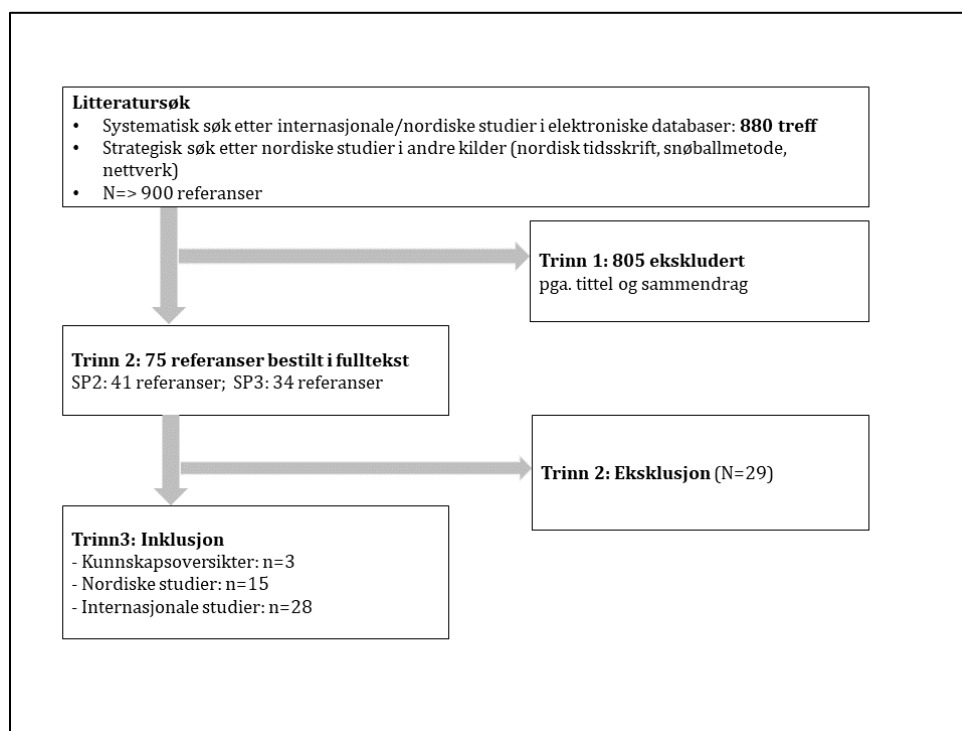 Litteratursøk
• Systematisk søk etter internasjonale/nordiske studier i elektroniske databaser: 880 treff
• Strategisk søk etter nordiske studier i andre kilder (nordisk tidsskrift, snøballmetode,
nettverk)
• N=> 900 referanser
Trinn 1: 805 ekskludert
pga. tittel og sammendrag
Trinn 2: 75 referanser bestilt i fulltekst
SP2: 41 referanser; SP3: 34 referanser
Trinn 2: Eksklusjon (N=29)
Trinn3: Inklusjon
- Kunnskapsoversikter: n=3
- Nordiske studier: n=15
- Internasjonale studier: n=28